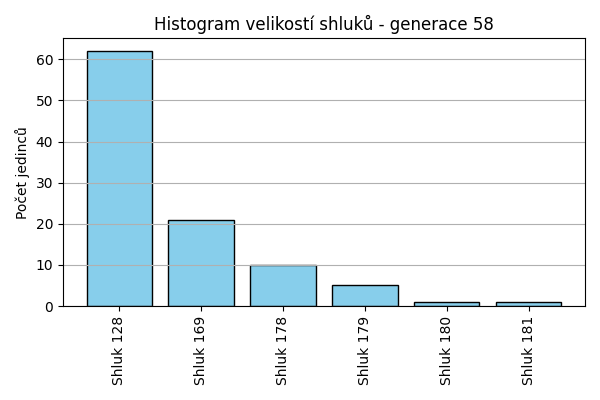 Histogram velikostí shluků - generace 58
Počet jedinců
60
50
40
30
20
10
0
Shluk 128
Shluk 169
Shluk 178
Shluk 179
Shluk 180
Shluk 181